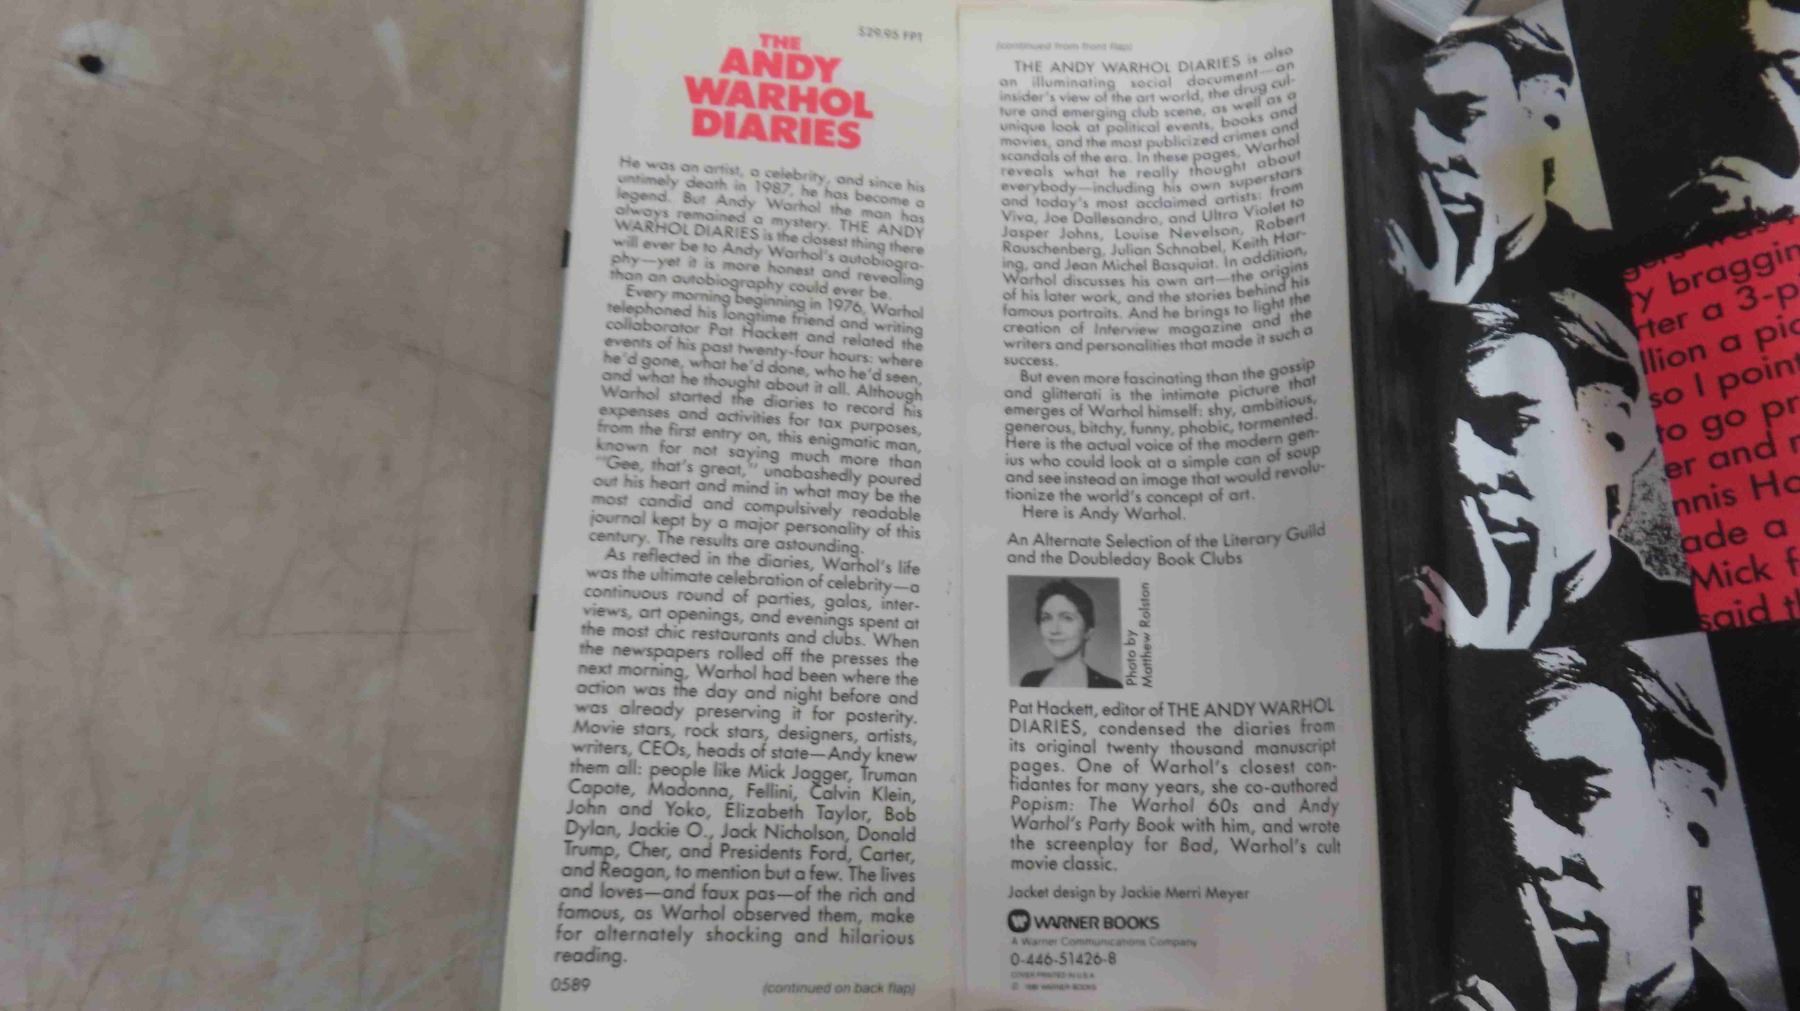 $29.95 FPT
THE
ANDY
WARHOL
DIARIES
He was an artist, a celebrity, and since his
untimely death in 1987, he has become a
legend. But Andy Warhol the man has
always remained a mystery. THE ANDY
WARHOL DIARIES is the closest thing there
will ever be to Andy Warhol's autobiogra-
phy—yet it is more honest and revealing
than an autobiography could ever be.
Every morning beginning in 1976, Warhol
telephoned his longtime friend and writing
collaborator Pat Hackett and related the
events of his past twenty-four hours: where
he'd gone, what he'd done, who he'd seen,
and what he thought about it all. Although
Warhol started the diaries to record his
expenses and activities for tax purposes,
from the first entry on, this enigmatic man,
known for not saying much more than
"Gee, that's great," unabashedly poured
out his heart and mind in what may be the
most candid and compulsively readable
journal kept by a major personality of this
century. The results are astounding.
As reflected in the diaries, Warhol's life
was the ultimate celebration of celebrity—a
continuous round of parties, galas, inter-
views, art openings, and evenings spent at
the most chic restaurants and clubs. When
the newspapers rolled off the presses the
next morning, Warhol had been where the
action was the day and night before and
was already preserving it for posterity.
Movie stars, rock stars, designers, artists,
writers, CEOs, heads of state—Andy knew
them all: people like Mick Jagger, Truman
Capote, Madonna, Fellini, Calvin Klein,
John and Yoko, Elizabeth Taylor, Bob
Dylan, Jackie O., Jack Nicholson, Donald
Trump, Cher, and Presidents Ford, Carter,
and Reagan, to mention but a few. The lives
and loves—and faux pas—of the rich and
famous, as Warhol observed them, make
for alternately shocking and hilarious
reading.
0589
(continued on back flap)
(continued from front flap)
THE ANDY WARHOL DIARIES is also
an illuminating social document—an
insider's view of the art world, the drug cul-
ture and emerging club scene, as well as a
unique look at political events, books and
movies, and the most publicized crimes and
scandals of the era. In these pages, Warhol
reveals what he really thought about
everybody—including his own superstars
and today's most acclaimed artists: from
Viva, Joe Dallesandro, and Ultra Violet to
Jasper Johns, Louise Nevelson, Robert
Rauschenberg, Julian Schnabel, Keith Har-
ing, and Jean Michel Basquiat. In addition,
Warhol discusses his own art—the origins
of his later work, and the stories behind his
famous portraits. And he brings to light the
creation of Interview magazine and the
writers and personalities that made it such a
success.
But even more fascinating than the gossip
and glitterati is the intimate picture that
emerges of Warhol himself: shy, ambitious,
generous, bitchy, funny, phobic, tormented.
Here is the actual voice of the modern gen-
ius who could look at a simple can of soup
and see instead an image that would revolu-
tionize the world's concept of art.
Here is Andy Warhol.
An Alternate Selection of the Literary Guild
and the Doubleday Book Clubs
Photo by
Matthew Rolston
Pat Hackett, editor of THE ANDY WARHOL
DIARIES, condensed the diaries from
its original twenty thousand manuscript
pages. One of Warhol's closest con-
fidantes for many years, she co-authored
Popism: The Warhol 60s and Andy
Warhol's Party Book with him, and wrote
the screenplay for Bad, Warhol's cult
movie classic.
Jacket design by Jackie Merri Meyer
WARNER BOOKS
A Warner Communications Company
0-446-51426-8
COVER PRINTED IN U.S.A.
WARNER BOOKS
y braggin
rter a 3-p
llion a pic
so I point
to go pr
er and
nnis Ho
ade a
Mick f
said th